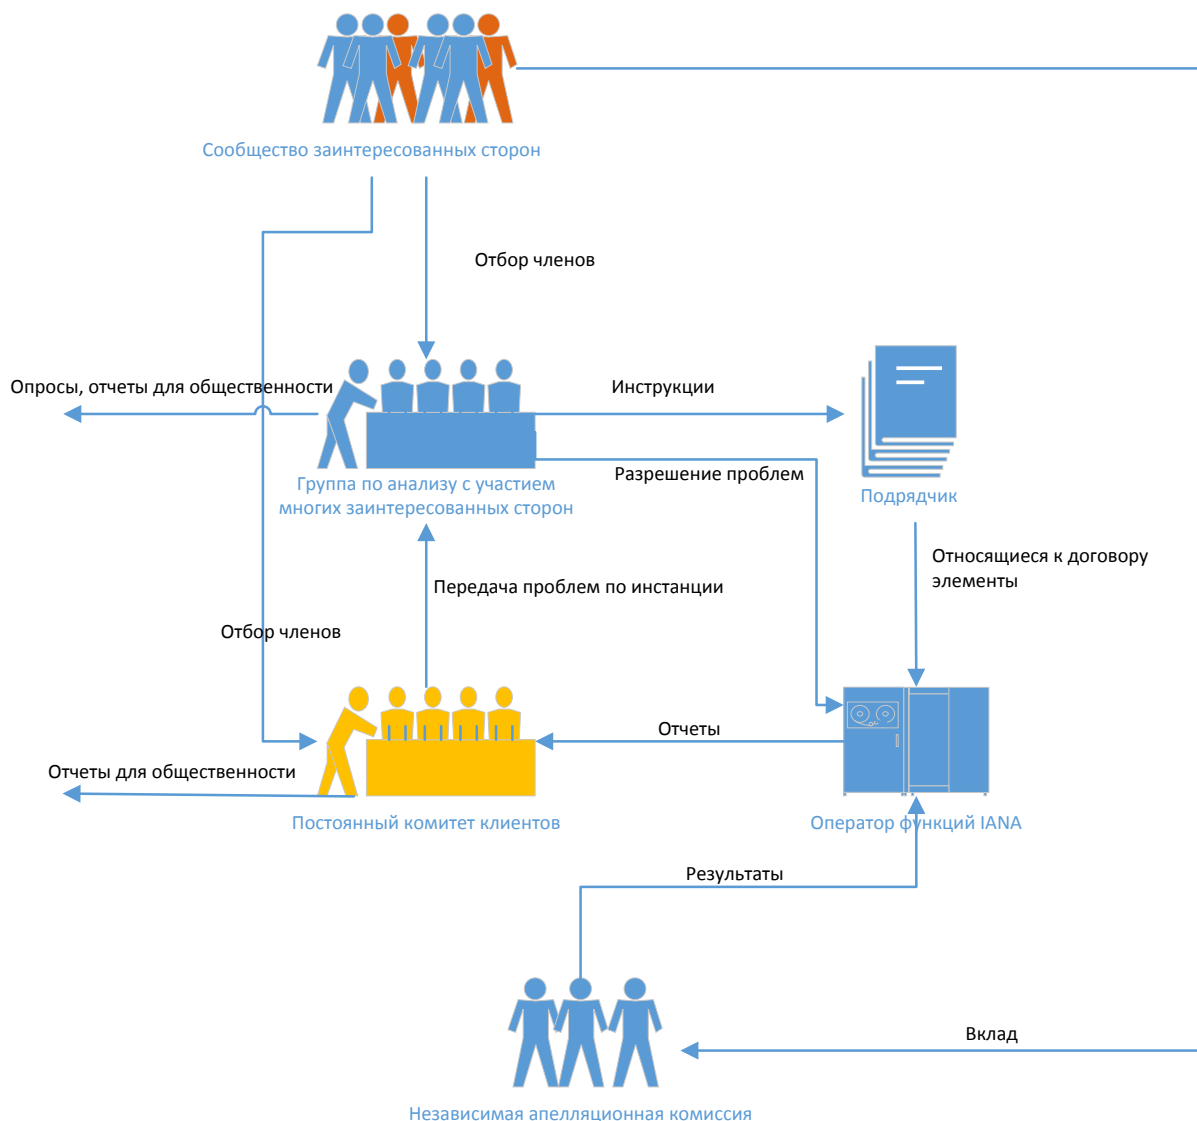 Сообщество заинтересованных сторон
Отбор членов
Опросы, отчеты для общественности
Инструкции
Разрешение проблем
Группа по анализу с участием
многих заинтересованных сторон
Подрядчик
Относящиеся к договору
элементы
Передача проблем по инстанции
Отбор членов
Отчеты
Отчеты для общественности
Постоянный комитет клиентов
Оператор функций IANA
Результаты
Вклад
Независимая апелляционная комиссия